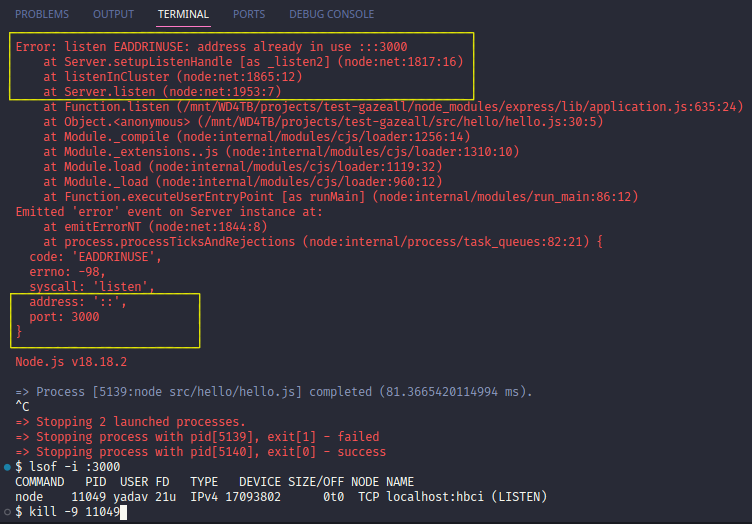 PROBLEMS OUTPUT TERMINAL PORTS DEBUG CONSOLE
Error: listen EADDRINUSE: address already in use :::3000
    at Server.setupListenHandle [as _listen2] (node:net:1817:16)
    at listenInCluster (node:net:1865:12)
    at Server.listen (node:net:1953:7)
    at Function.listen (/mnt/WD4TB/projects/test-gazeall/node_modules/express/lib/application.js:635:24)
    at Object.<anonymous> (/mnt/WD4TB/projects/test-gazeall/src/hello/hello.js:30:5)
    at Module._compile (node:internal/modules/cjs/loader:1256:14)
    at Module._extensions..js (node:internal/modules/cjs/loader:1310:10)
    at Module.load (node:internal/modules/cjs/loader:1119:32)
    at Module._load (node:internal/modules/cjs/loader:960:12)
    at Function.executeUserEntryPoint [as runMain] (node:internal/modules/run_main:86:12)
Emitted 'error' event on Server instance at:
    at emitErrorNT (node:net:1844:8)
    at process.processTicksAndRejections (node:internal/process/task_queues:82:21) {
  code: 'EADDRINUSE',
  errno: -98,
  syscall: 'listen',
  address: '::',
  port: 3000
}
Node.js v18.18.2
=> Process [5139:node src/hello/hello.js] completed (81.3665420114994 ms).
^C
=> Stopping 2 launched processes.
=> Stopping process with pid[5139], exit[1] - failed
=> Stopping process with pid[5140], exit[0] - success
$ lsof -i :3000
COMMAND   PID  USER FD   TYPE   DEVICE SIZE/OFF NODE NAME
node    11049 yadav 21u  IPv4 17093802      0t0  TCP localhost:hbci (LISTEN)
$ kill -9 11049